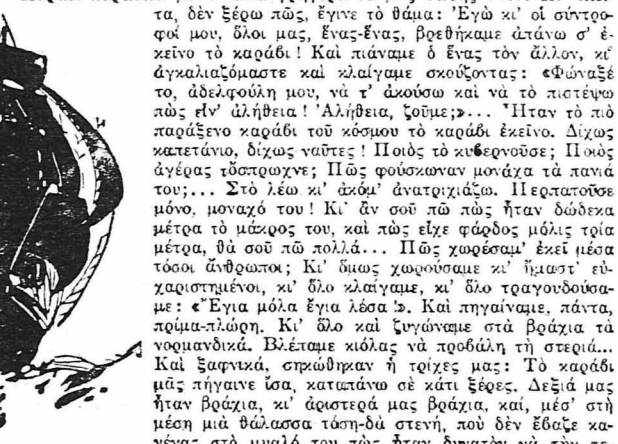 τα, δὲν ξέρω πῶς, ἔγινε τὸ θάμα: Ἐγὼ κι' οἱ σύντρο-
φοί μου, ὅλοι μας, ἕνας-ἕνας, βρεθήκαμε ἀπάνω σ' ἐ-
κεῖνο τὸ καράβι! Καὶ πιάναμε ὁ ἕνας τὸν ἄλλον, κι'
ἀγκαλιαζόμαστε καὶ κλαίγαμε σκούζοντας: «Φώναξέ
το, ἀδελφούλη μου, νὰ τ' ἀκούσω καὶ νὰ τὸ πιστέψω
πὼς εἶν' ἀλήθεια! Ἀλήθεια, ζοῦμε;»... Ἦταν τὸ πιὸ
παράξενο καράβι τοῦ κόσμου τὸ καράβι ἐκεῖνο. Δίχως
καπετάνιο, δίχως ναῦτες! Ποιὸς τὸ κυβερνοῦσε; Ποιὸς
ἀγέρας τὄσπρωχνε; Πῶς φούσκωναν μονάχα τὰ πανιά
του;... Στὸ λέω κι' ἀκόμ' ἀνατριχιάζω. Περπατοῦσε
μόνο, μοναχό του! Κι' ἂν σοῦ πῶ πὼς ἦταν δώδεκα
μέτρα τὸ μάκρος του, καὶ πὼς εἶχε φάρδος μόλις τρία
μέτρα, θὰ σοῦ πῶ πολλά... Πῶς χωρέσαμ' ἐκεῖ μέσα
τόσοι ἄνθρωποι; Κι' ὅμως χωρούσαμε κι' ἤμαστ' εὐ-
χαριστημένοι, κι' ὅλο κλαίγαμε, κι' ὅλο τραγουδούσα-
με: «Ἔγια μόλα ἔγια λέσα!». Καὶ πηγαίναμε, πάντα,
πρίμα-πλώρη. Κι' ὅλο καὶ ζυγώναμε στὰ βράχια τὰ
νορμανδικά. Βλέπαμε κιόλας νὰ προβάλη τὴ στεριά...
Καὶ ξαφνικά, σηκώθηκαν ἡ τρίχες μας: Τὸ καράβι
μᾶς πήγαινε ἴσα, καταπάνω σὲ κάτι ξέρες. Δεξιά μας
ἦταν βράχια, κι' ἀριστερά μας βράχια, καί, μέσ' στὴ
μέση μιὰ θάλασσα τόση-δὰ στενή, ποὺ δὲν ἔβαζε κα-